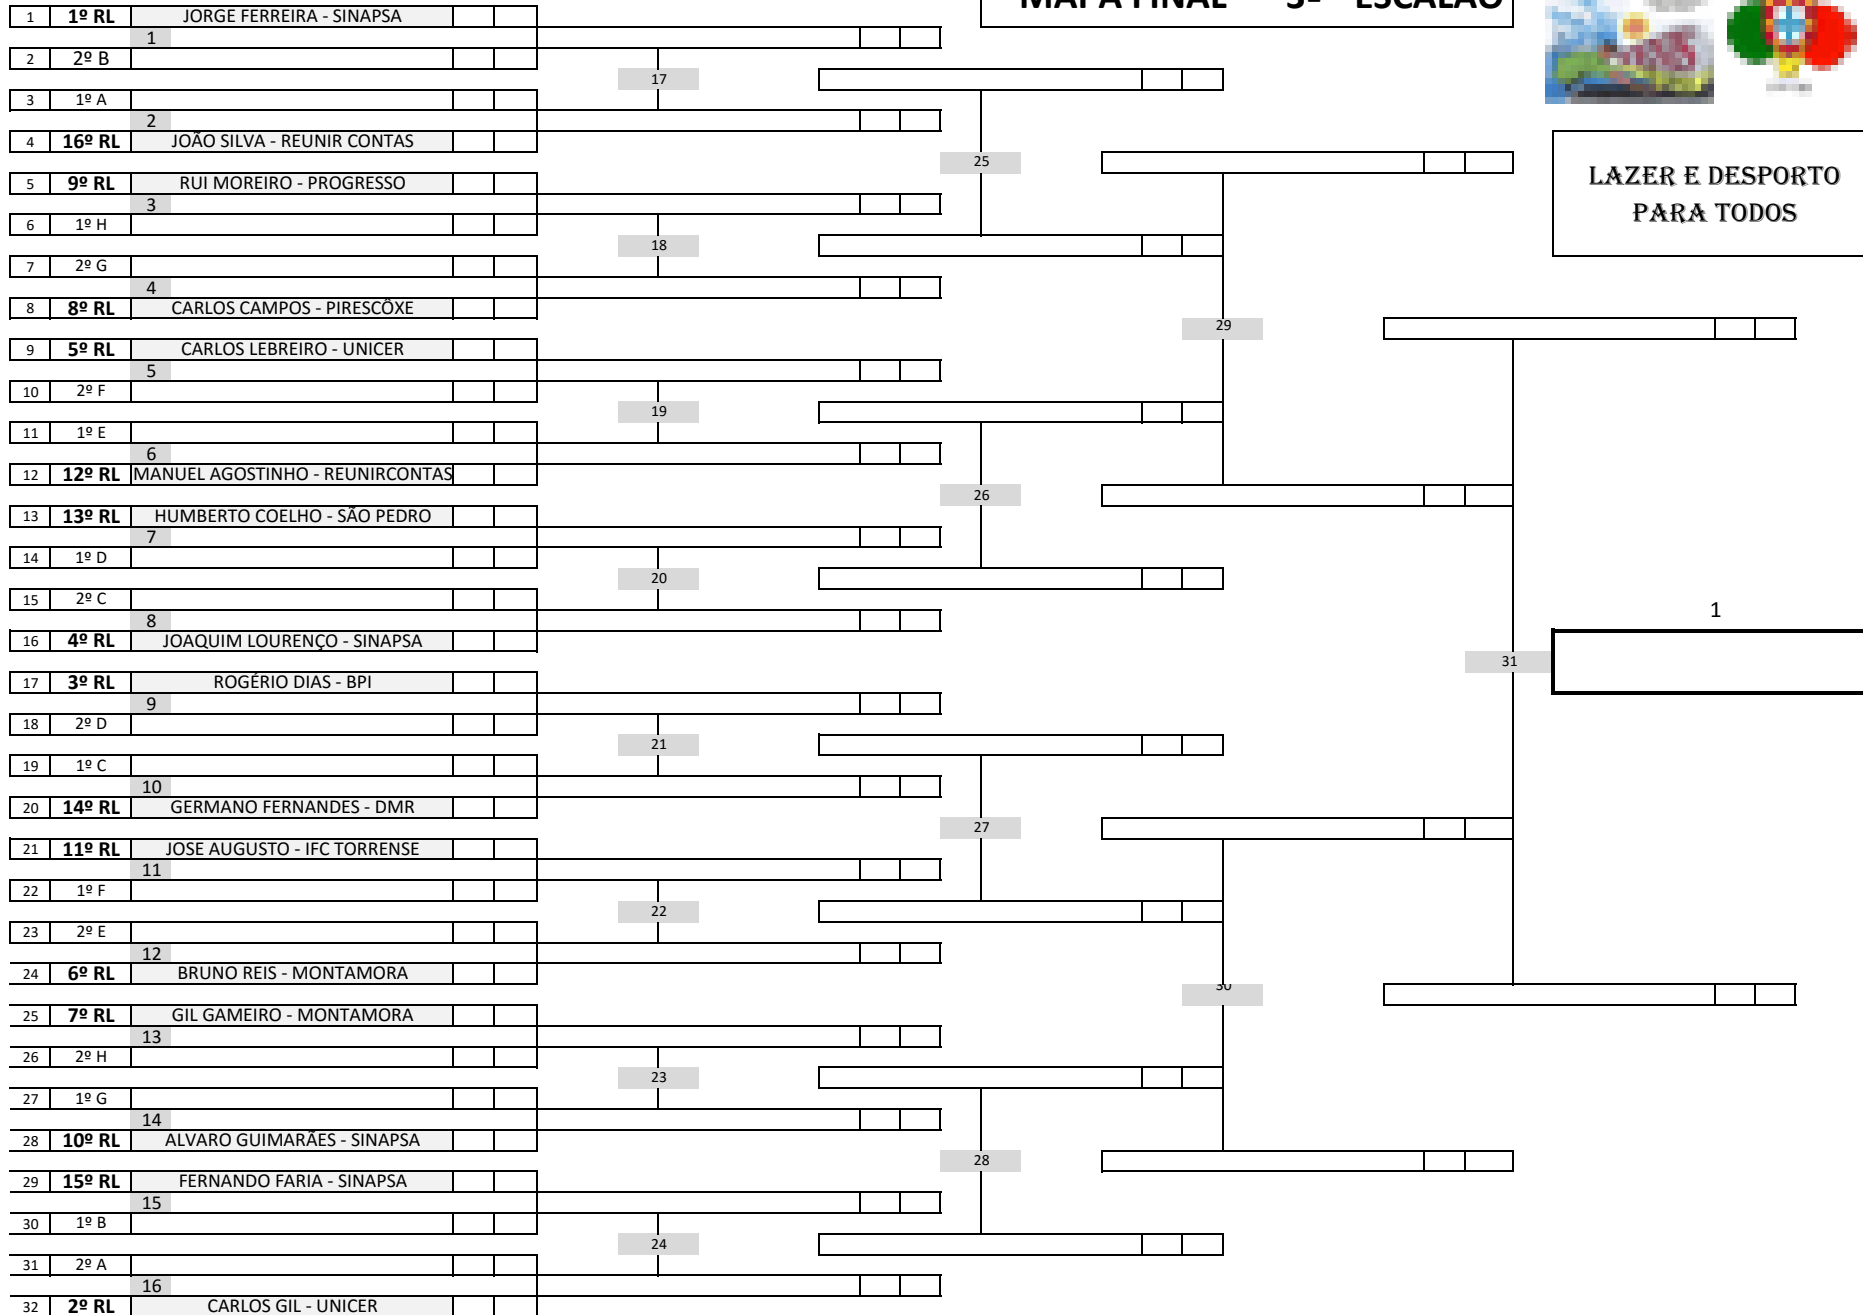 MAPA FINAL 3º ESCALÃO
1 1º RL JORGE FERREIRA - SINAPSA
1
2 2º B
17
3 1º A
2
4 16º RL JOÃO SILVA - REUNIR CONTAS
25
LAZER E DESPORTO
PARA TODOS
5 9º RL RUI MOREIRO - PROGRESSO
3
6 1º H
18
7 2º G
4
8 8º RL CARLOS CAMPOS - PIRESCÔXE
29
9 5º RL CARLOS LEBREIRO - UNICER
5
10 2º F
19
11 1º E
6
12 12º RL MANUEL AGOSTINHO - REUNIRCONTAS
26
13 13º RL HUMBERTO COELHO - SÃO PEDRO
7
14 1º D
20
15 2º C
8
1
16 4º RL JOAQUIM LOURENÇO - SINAPSA
31
17 3º RL ROGÉRIO DIAS - BPI
9
18 2º D
21
19 1º C
10
20 14º RL GERMANO FERNANDES - DMR
27
21 11º RL JOSE AUGUSTO - IFC TORRENSE
11
22 1º F
22
23 2º E
12
24 6º RL BRUNO REIS - MONTAMORA
30
25 7º RL GIL GAMEIRO - MONTAMORA
13
26 2º H
23
27 1º G
14
28 10º RL ALVARO GUIMARÃES - SINAPSA
28
29 15º RL FERNANDO FARIA - SINAPSA
15
30 1º B
24
31 2º A
16
32 2º RL CARLOS GIL - UNICER